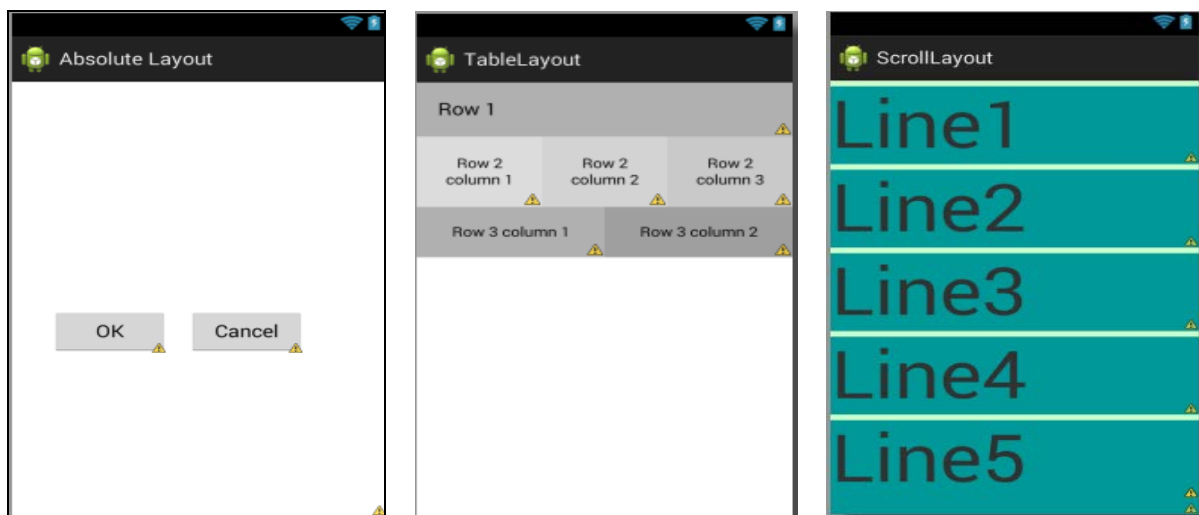 Absolute Layout
OK
Cancel
TableLayout
Row 1
Row 2
column 1
Row 2
column 2
Row 2
column 3
Row 3 column 1
Row 3 column 2
ScrollLayout
Line1
Line2
Line3
Line4
Line5